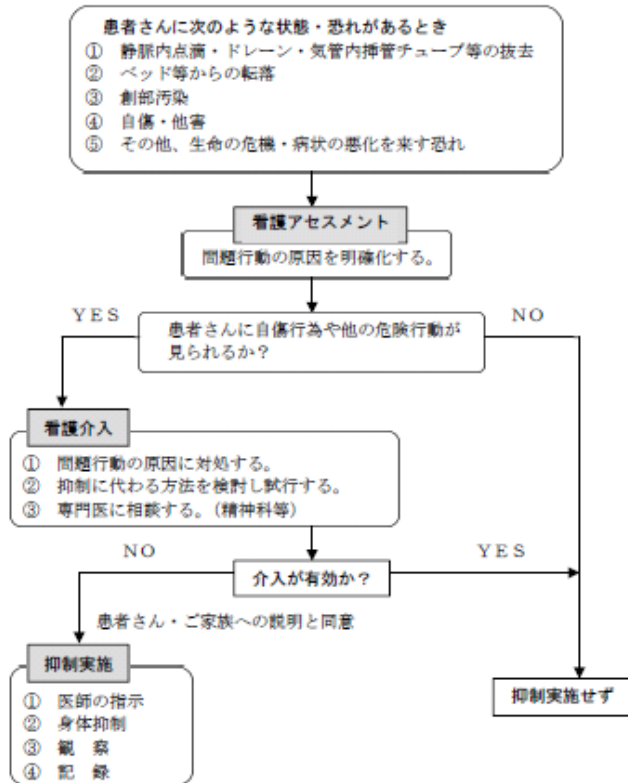 患者さんに次のような状態・恐れがあるとき
① 静脈内点滴・ドレーン・気管内挿管チューブ等の抜去
② ベッド等からの転落
③ 創部汚染
④ 自傷・他害
⑤ その他、生命の危機・病状の悪化を来す恐れ
看護アセスメント
問題行動の原因を明確化する。
YES
NO
患者さんに自傷行為や他の危険行動が
見られるか?
看護介入
① 問題行動の原因に対処する。
② 抑制に代わる方法を検討し試行する。
③ 専門医に相談する。(精神科等)
NO
YES
介入が有効か?
患者さん・ご家族への説明と同意
抑制実施
① 医師の指示
② 身体抑制
③ 観 察
④ 記 録
抑制実施せず